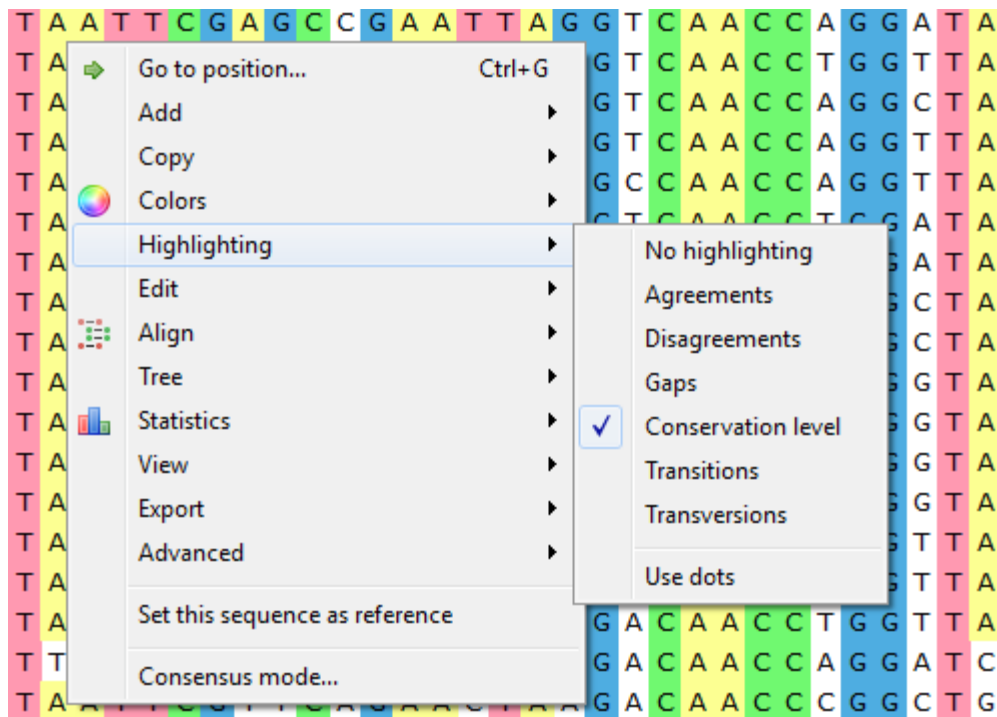 T A A T T C G A G C C G A A T T A G G T C A A C C A G G A T A
T A G T C A A C C T G G T T A
T A G T C A A C C A G G C T A
T A G T C A A C C A G G T T A
T A G C C A A C C A G G T T A
T A G T C A A C C T C G A T A
T A G A T A
T A G C T A
T A G C T A
T A G G T A
T A G G T A
T A G G T A
T A G G T A
T A G T T A
T A G T T A
T A G A C A A C C T G G T T A
T T G A C A A C C A G G A T C
T A A T T C G T T C A G A A C T A A G A C A A C C C G G C T G
Go to position... Ctrl+G
Add
Copy
Colors
Highlighting
Edit
Align
Tree
Statistics
View
Export
Advanced
Set this sequence as reference
Consensus mode...
No highlighting
Agreements
Disagreements
Gaps
Conservation level
Transitions
Transversions
Use dots